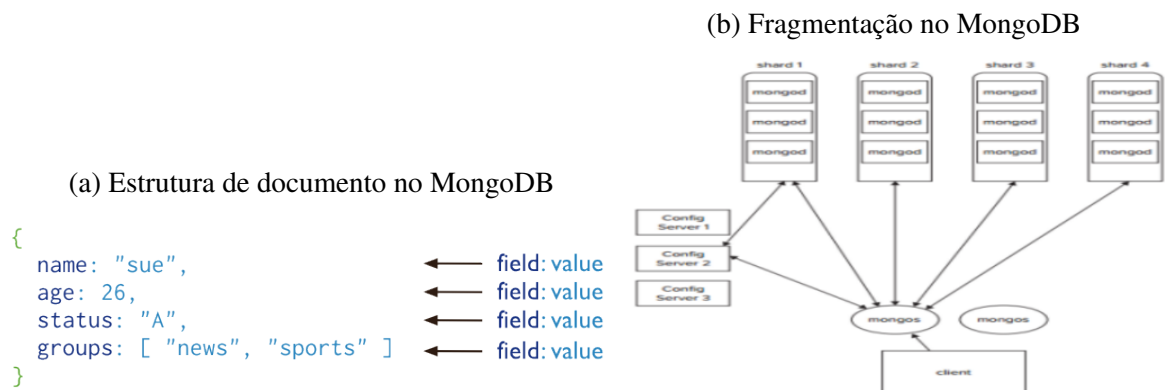 (b) Fragmentação no MongoDB
shard 1 shard 2 shard 3 shard 4
mongod mongod mongod mongod
mongod mongod mongod mongod
mongod mongod mongod mongod
(a) Estrutura de documento no MongoDB
{
name: "sue", field: value
age: 26, field: value
status: "A", field: value
groups: [ "news", "sports" ] field: value
}
Config
Server 1
Config
Server 2
Config
Server 3
mongos mongos
client